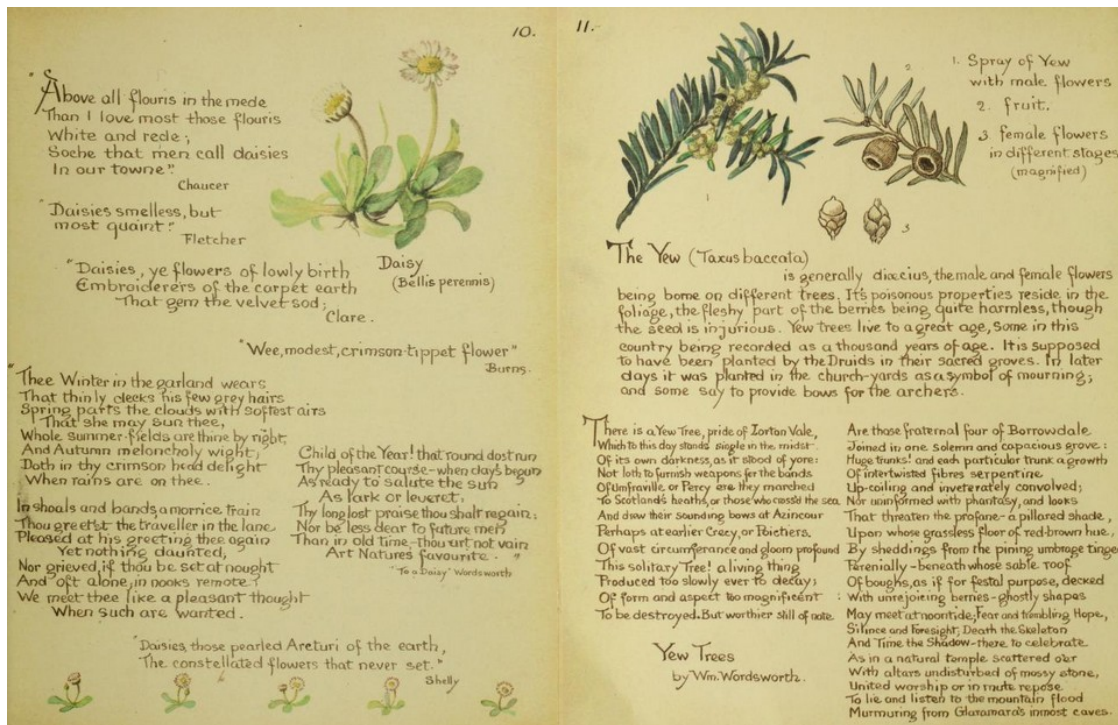 10.
"Above all flouris in the mede
Than I love most those flouris
White and rede;
Soche that men call daisies
In our towne".
Chaucer
"Daisies smelless, but
most quaint."
Fletcher
Daisy
(Bellis perennis)
"Daisies, ye flowers of lowly birth
Embroiderers of the carpet earth
That gem the velvet sod;
Clare.
"Wee, modest, crimson-tippet flower"
Burns.
"Thee Winter in the garland wears
That thinly decks his few grey hairs
Spring parts the clouds with softest airs
That she may sun thee,
Whole summer-fields are thine by right,
And Autumn melancholy wight,
Doth in thy crimson head delight
When rains are on thee.
In shoals and bands, a morrice train
Thou greet'st the traveller in the lane
Pleased at his greeting thee again
Yet nothing daunted,
Nor grieved, if thou be set at nought
And oft alone, in nooks remote
We meet thee like a pleasant thought
When such are wanted.
Child of the Year! that round dost run
Thy pleasant course- when day's begun
As ready to salute the sun
As lark or leveret,
Thy long lost praise thou shalt regain;
Nor be less dear to future men
Than in old time- thou art not vain
Art Natures favourite. "
"To a Daisy" Wordsworth
"Daisies, those pearled Arcturi of the earth,
The constellated flowers that never set."
Shelly
11.
1. Spray of Yew
with male flowers
2. fruit.
3. female flowers
in different stages
(magnified)
1
2
3
The Yew (Taxus baccata)
is generally diœcius, the male and female flowers
being borne on different trees. It's poisonous properties reside in the
foliage, the fleshy part of the berries being quite harmless, though
the seed is injurious. Yew trees live to a great age, some in this
country being recorded as a thousand years of age. It is supposed
to have been planted by the Druids in their sacred groves. In later
days it was planted in the church-yards as a symbol of mourning;
and some say to provide bows for the archers.
There is a Yew Tree, pride of Lorton Vale,
Which to this day stands single in the midst
Of its own darkness, as it stood of yore:
Not loth to furnish weapons for the bands
Of Umfraville or Percy ere they marched
To Scotland's heaths, or those who cross'd the sea
And drew their sounding bows at Azincour
Perhaps at earlier Crecy, or Poictiers.
Of vast circumference and gloom profound
This solitary Tree! a living thing
Produced too slowly ever to decay;
Of form and aspect too magnificent
To be destroyed. But worthier still of note
Yew Trees
by Wm. Wordsworth.
Are those fraternal four of Borrowdale
Joined in one solemn and capacious grove:
Huge trunks! and each particular trunk a growth
Of intertwisted fibres serpentine
Up-coiling and inveterately convolved;
Nor uninformed with phantasy, and looks
That threaten the profane- a pillared shade,
Upon whose grassless floor of red-brown hue,
By sheddings from the pining umbrage tinged
Perenially- beneath whose sable roof
Of boughs, as if for festal purpose, decked
With unrejoicing berries- ghostly shapes
May meet at noontide; Fear and trembling Hope,
Silence and Foresight; Death the Skeleton
And Time the Shadow- there to celebrate
As in a natural temple scattered o'er
With altars undisturbed of mossy stone,
United worship or in mute repose
To lie and listen to the mountain flood
Murmuring from Glaramara's inmost caves.